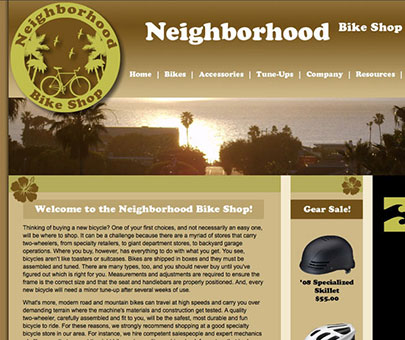 Neighborhood
Bike Shop
Neighborhood Bike Shop
Home | Bikes | Accessories | Tune-Ups | Company | Resources |
Welcome to the Neighborhood Bike Shop!
Thinking of buying a new bicycle? One of your first choices, and not necessarily an easy one,
will be where to shop. It can be a challenge because there are a myriad of stores that carry
two-wheelers, from specialty retailers, to giant department stores, to backyard garage
operations. Where you buy, however, has everything to do with what you get. You see,
bicycles aren't like toasters or suitcases. Bikes are shipped in boxes and they must be
assembled and tuned. There are many types, too, and you should never buy until you've
figured out which is right for you. Measurements and adjustments are required to ensure the
frame is the correct size and that the seat and handlebars are properly positioned. And, every
new bicycle will need a minor tune-up after several weeks of use.
What's more, modern road and mountain bikes can travel at high speeds and carry you over
demanding terrain where the machine's materials and construction get tested. A quality
two-wheeler, carefully assembled and fit to you, will be the safest, most durable and fun
bicycle to ride. For these reasons, we strongly recommend shopping at a good specialty
bicycle store in our area. For instance, we hire competent salespeople and expert mechanics
Gear Sale!
'08 Specialized
Skillet
$55.00